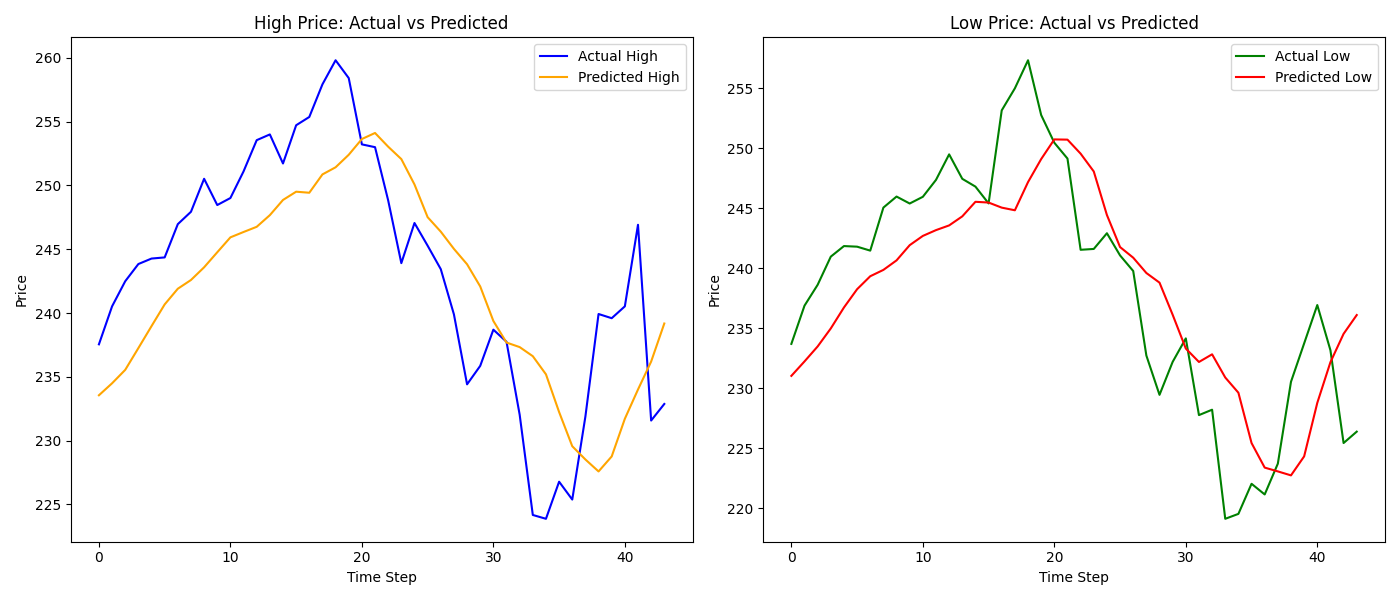 High Price: Actual vs Predicted
Actual High
Predicted High
Price
260
255
250
245
240
235
230
225
0
10
20
30
40
Time Step
Low Price: Actual vs Predicted
Actual Low
Predicted Low
Price
255
250
245
240
235
230
225
220
0
10
20
30
40
Time Step